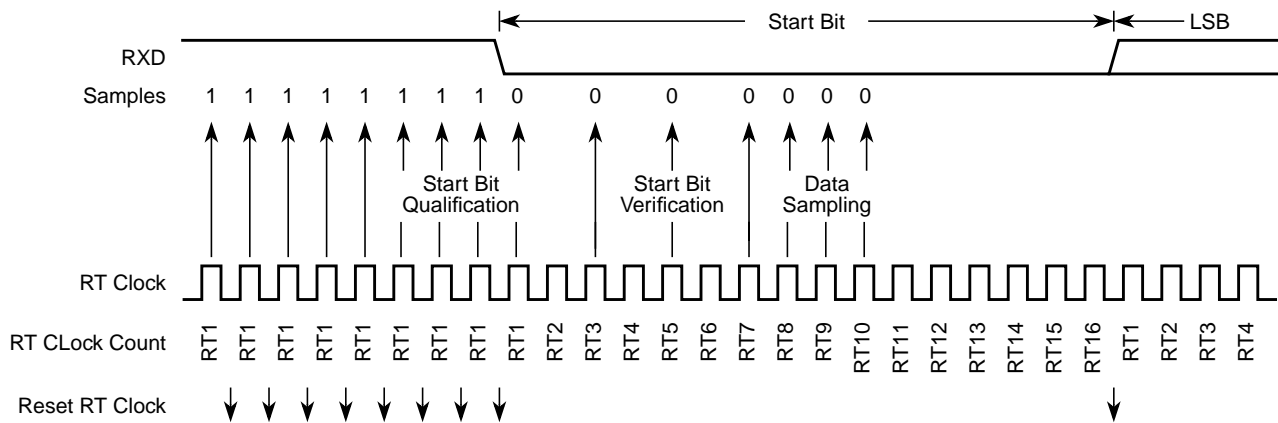 Start Bit LSB
RXD
Samples 1 1 1 1 1 1 1 1 0 0 0 0 0 0 0
Start Bit Qualification
Start Bit Verification
Data Sampling
RT Clock
RT CLock Count RT1 RT1 RT1 RT1 RT1 RT1 RT1 RT1 RT1 RT2 RT3 RT4 RT5 RT6 RT7 RT8 RT9 RT10 RT11 RT12 RT13 RT14 RT15 RT16 RT1 RT2 RT3 RT4
Reset RT Clock